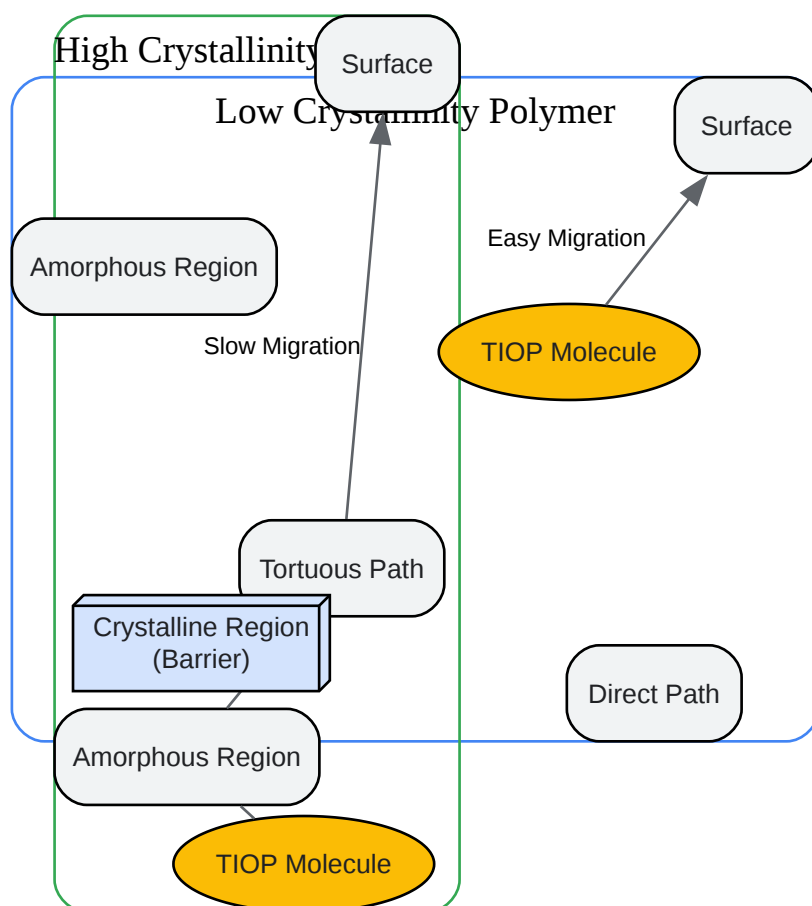 High Crystallinity
Surface
Low Crystallinity Polymer
Surface
Easy Migration
Amorphous Region
Slow Migration
TIOP Molecule
Tortuous Path
Crystalline Region
(Barrier)
Direct Path
Amorphous Region
TIOP Molecule